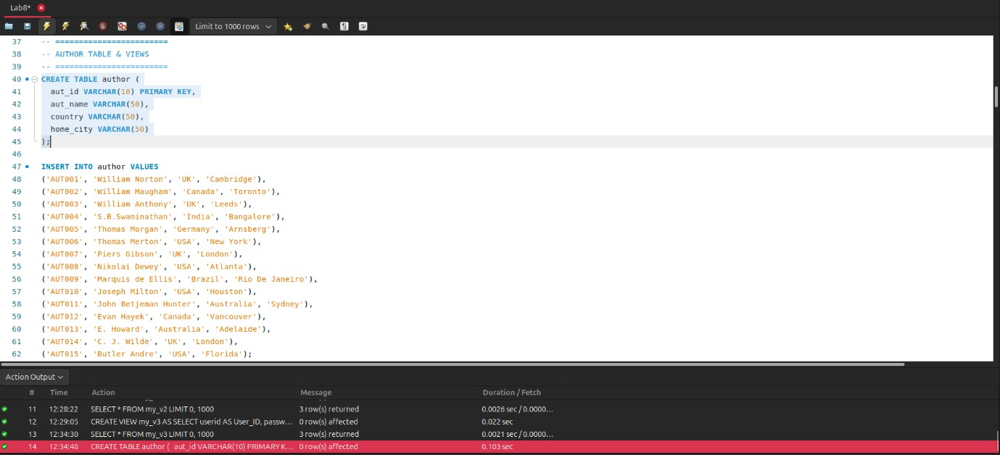 Lab8*
Limit to 1000 rows
37 -- ========================
38 -- AUTHOR TABLE & VIEWS
39 -- ========================
40 CREATE TABLE author (
41 aut_id VARCHAR(10) PRIMARY KEY,
42 aut_name VARCHAR(50),
43 country VARCHAR(50),
44 home_city VARCHAR(50)
45 );
46
47 INSERT INTO author VALUES
48 ('AUT001', 'William Norton', 'UK', 'Cambridge'),
49 ('AUT002', 'William Maugham', 'Canada', 'Toronto'),
50 ('AUT003', 'William Anthony', 'UK', 'Leeds'),
51 ('AUT004', 'S.B.Swaminathan', 'India', 'Bangalore'),
52 ('AUT005', 'Thomas Morgan', 'Germany', 'Arnsberg'),
53 ('AUT006', 'Thomas Merton', 'USA', 'New York'),
54 ('AUT007', 'Piers Gibson', 'UK', 'London'),
55 ('AUT008', 'Nikolai Dewey', 'USA', 'Atlanta'),
56 ('AUT009', 'Marquis de Ellis', 'Brazil', 'Rio De Janeiro'),
57 ('AUT010', 'Joseph Milton', 'USA', 'Houston'),
58 ('AUT011', 'John Betjeman Hunter', 'Australia', 'Sydney'),
59 ('AUT012', 'Evan Hayek', 'Canada', 'Vancouver'),
60 ('AUT013', 'E. Howard', 'Australia', 'Adelaide'),
61 ('AUT014', 'C. J. Wilde', 'UK', 'London'),
62 ('AUT015', 'Butler Andre', 'USA', 'Florida');
Action Output
# Time Action Message Duration / Fetch
11 12:28:22 SELECT * FROM my_v2 LIMIT 0, 1000 3 row(s) returned 0.0026 sec / 0.0000...
12 12:29:05 CREATE VIEW my_v3 AS SELECT userid AS User_ID, passw... 0 row(s) affected 0.022 sec
13 12:34:30 SELECT * FROM my_v3 LIMIT 0, 1000 3 row(s) returned 0.0021 sec / 0.0000...
14 12:34:48 CREATE TABLE author ( aut_id VARCHAR(10) PRIMARY K... 0 row(s) affected 0.103 sec